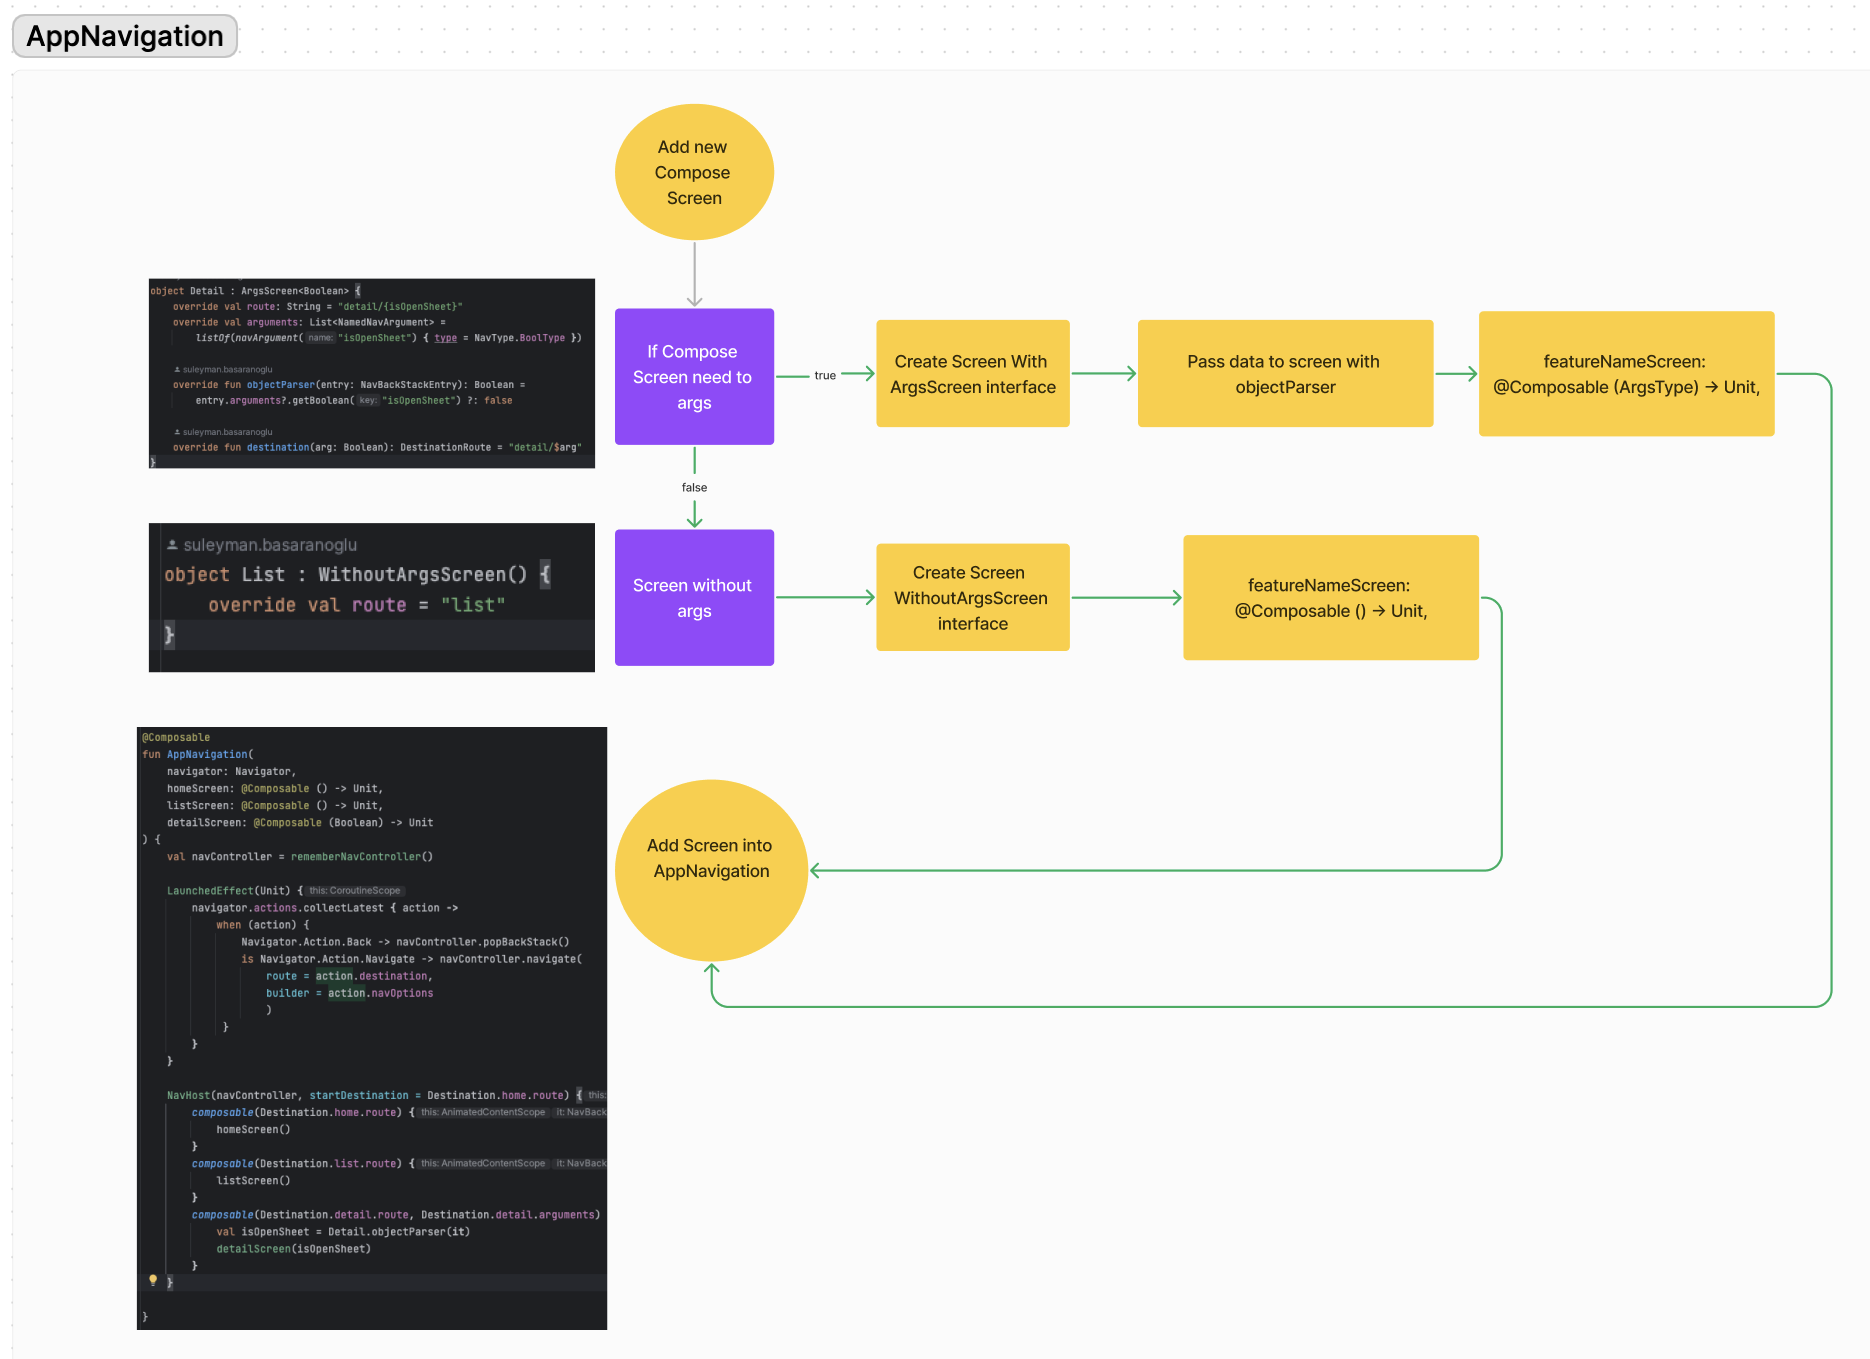 AppNavigation
Add new
Compose
Screen
If Compose
Screen need to
args
true
Create Screen With
ArgsScreen interface
Pass data to screen with
objectParser
featureNameScreen:
@Composable (ArgsType) → Unit,
false
Screen without
args
Create Screen
WithoutArgsScreen
interface
featureNameScreen:
@Composable () → Unit,
Add Screen into
AppNavigation
object Detail : ArgsScreen<Boolean> {
override val route: String = "detail/{isOpenSheet}"
override val arguments: List<NamedNavArgument> =
listOf(navArgument( name: "isOpenSheet") { type = NavType.BoolType })
suleyman.basaranoglu
override fun objectParser(entry: NavBackStackEntry): Boolean =
entry.arguments?.getBoolean( key: "isOpenSheet") ?: false
suleyman.basaranoglu
override fun destination(arg: Boolean): DestinationRoute = "detail/$arg"
}
suleyman.basaranoglu
object List : WithoutArgsScreen() {
override val route = "list"
}
@Composable
fun AppNavigation(
navigator: Navigator,
homeScreen: @Composable () -> Unit,
listScreen: @Composable () -> Unit,
detailScreen: @Composable (Boolean) -> Unit
) {
val navController = rememberNavController()
LaunchedEffect(Unit) { this: CoroutineScope
navigator.actions.collectLatest { action ->
when (action) {
Navigator.Action.Back -> navController.popBackStack()
is Navigator.Action.Navigate -> navController.navigate(
route = action.destination,
builder = action.navOptions
)
}
}
}
NavHost(navController, startDestination = Destination.home.route) { this:
composable(Destination.home.route) { this: AnimatedContentScope it: NavBack
homeScreen()
}
composable(Destination.list.route) { this: AnimatedContentScope it: NavBack
listScreen()
}
composable(Destination.detail.route, Destination.detail.arguments)
val isOpenSheet = Detail.objectParser(it)
detailScreen(isOpenSheet)
}
}
}